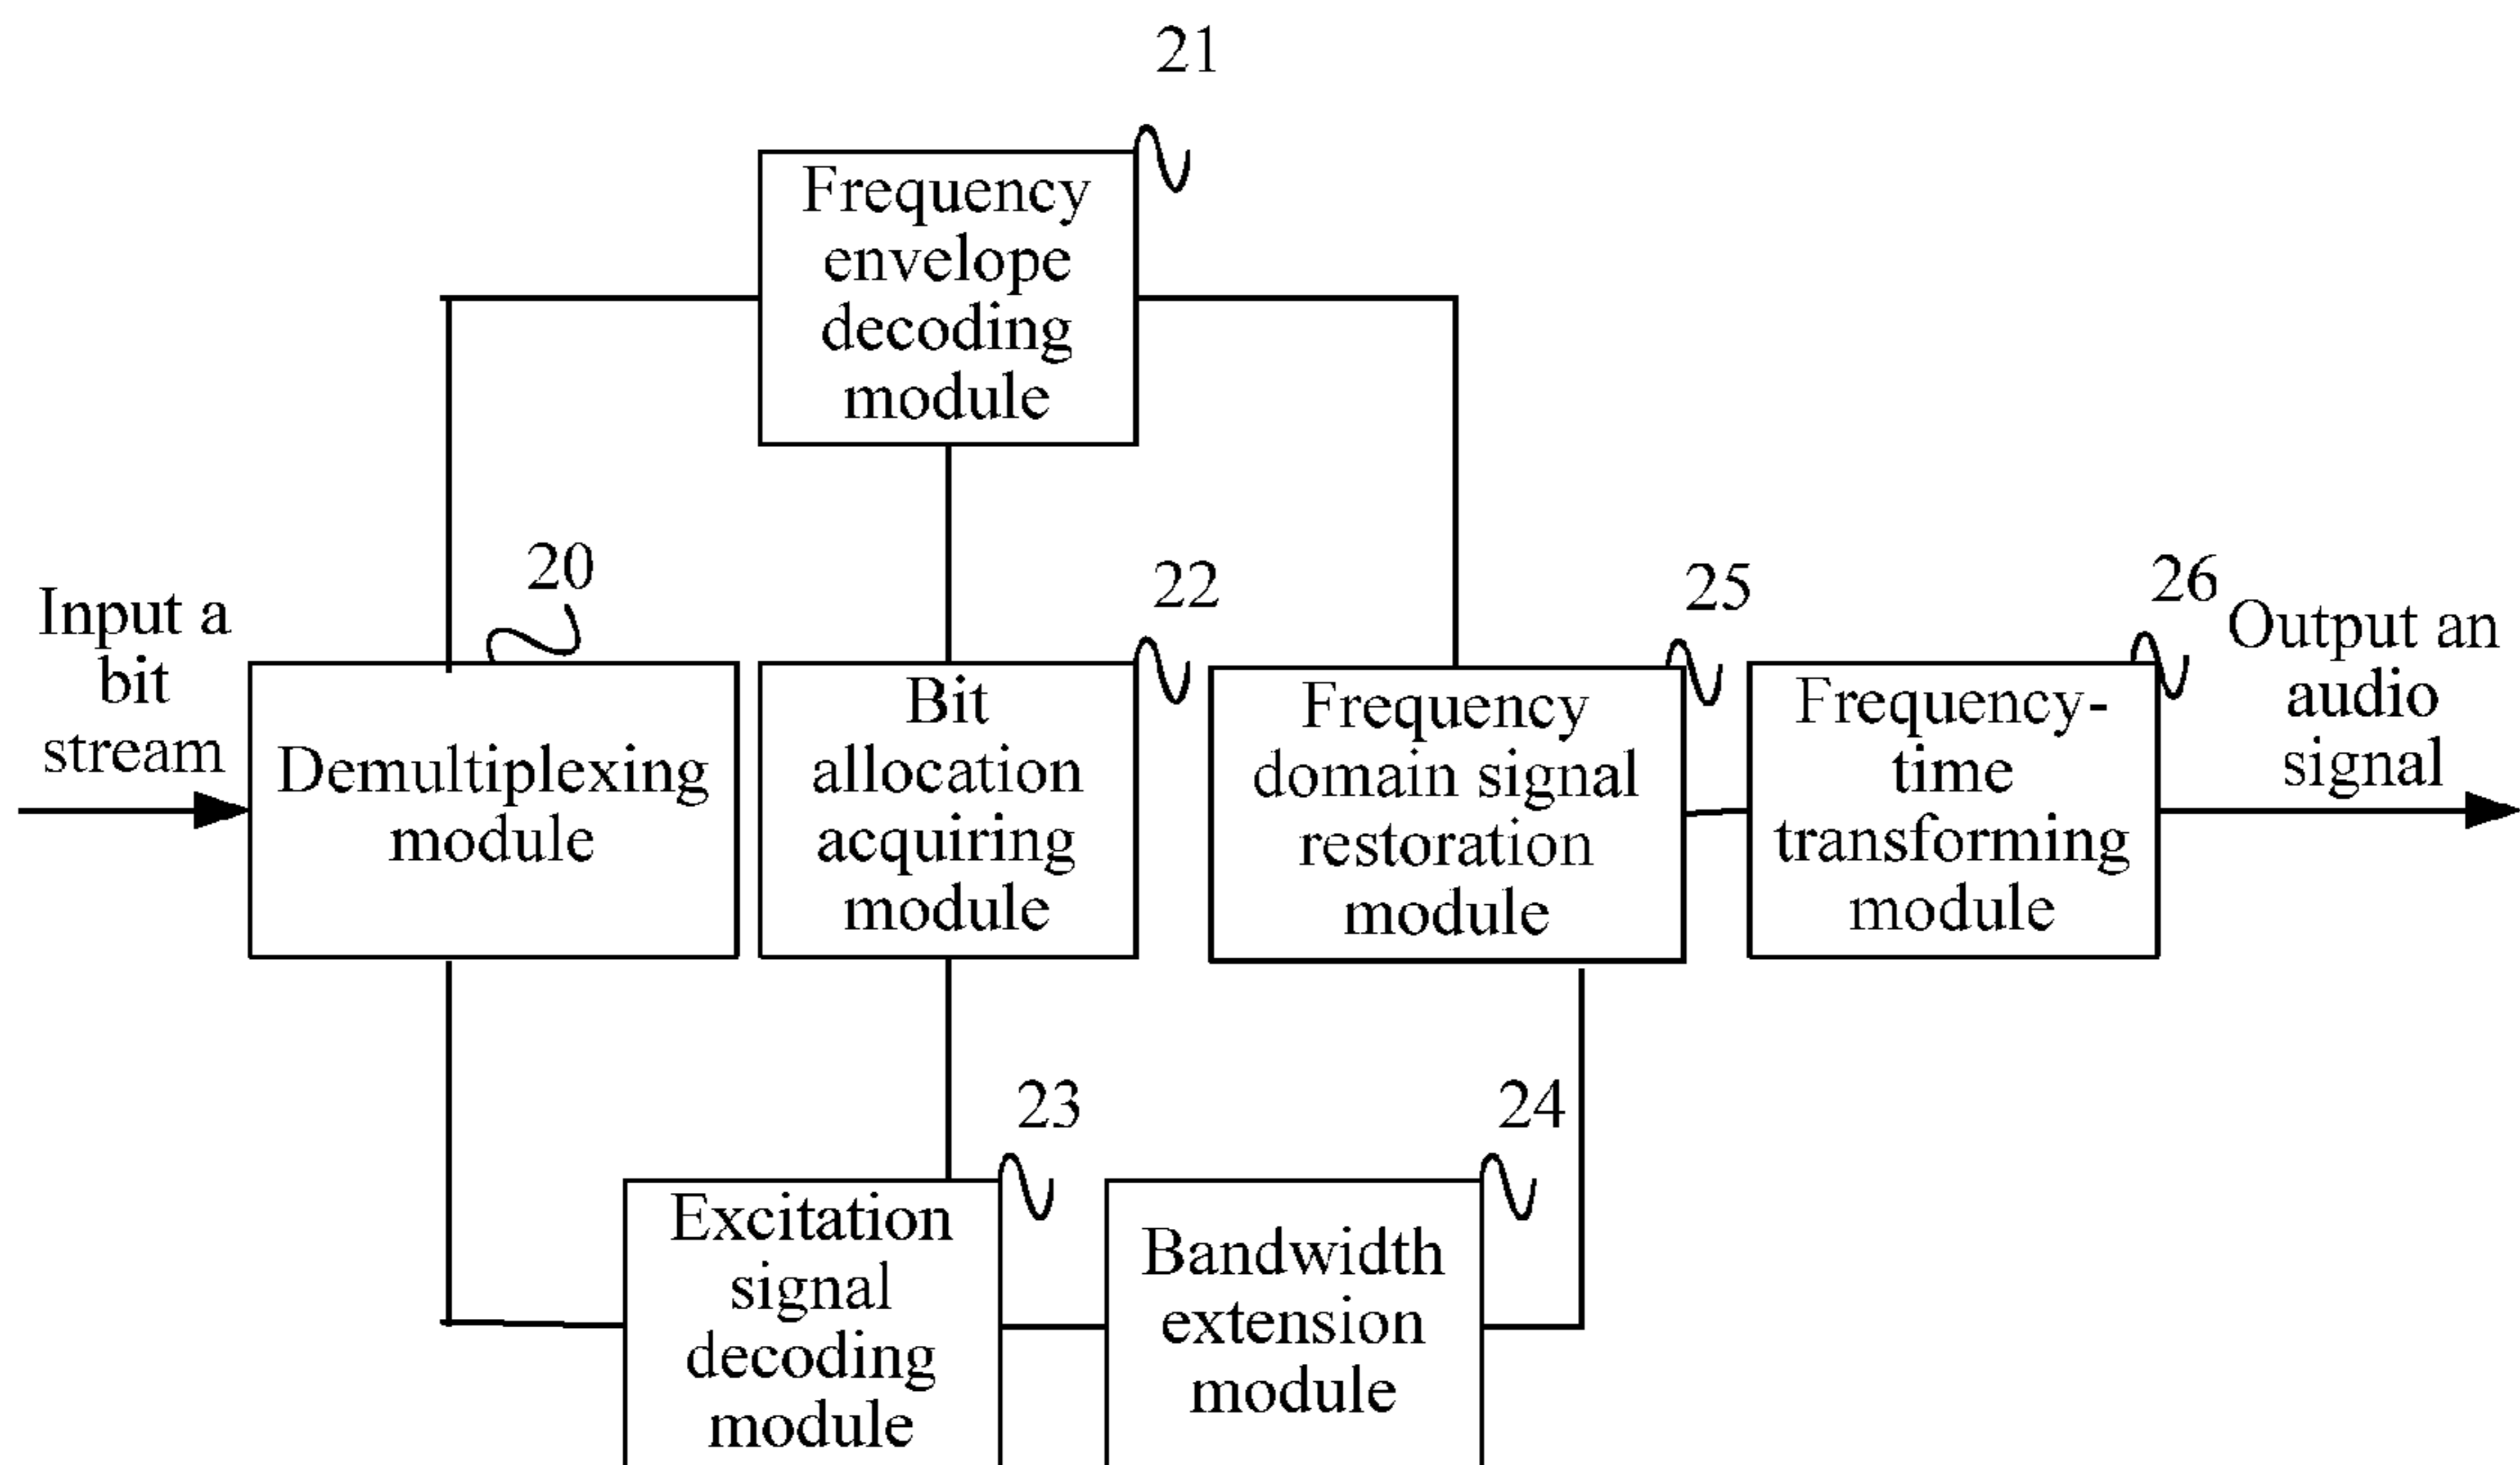 21
Frequency
envelope
decoding
module
20
22
25
26
Input a
bit
stream
Demultiplexing
module
Bit
allocation
acquiring
module
Frequency
domain signal
restoration
module
Frequency-
time
transforming
module
Output an
audio
signal
23
24
Excitation
signal
decoding
module
Bandwidth
extension
module